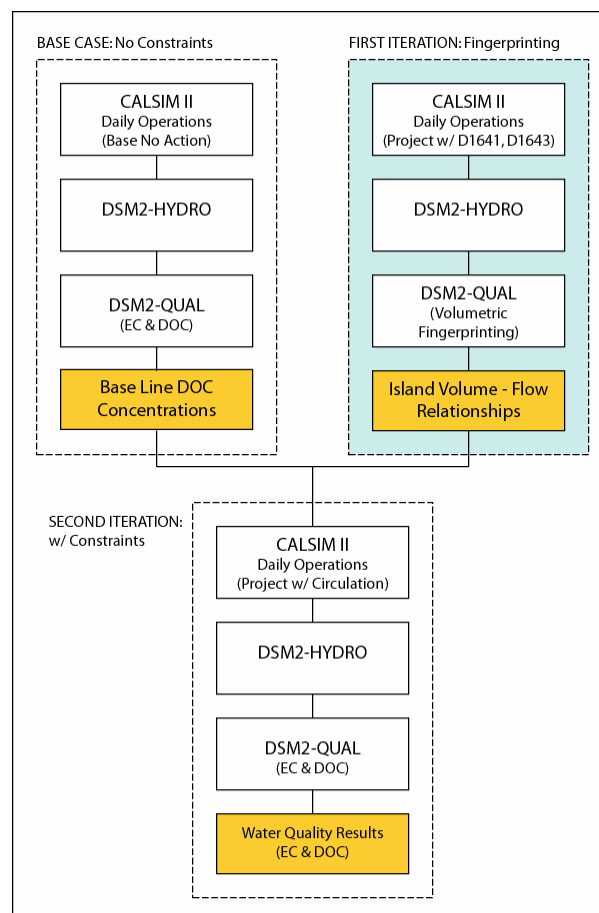 BASE CASE: No Constraints
CALSIM II
Daily Operations
(Base No Action)
DSM2-HYDRO
DSM2-QUAL
(EC & DOC)
Base Line DOC
Concentrations
FIRST ITERATION: Fingerprinting
CALSIM II
Daily Operations
(Project w/ D1641, D1643)
DSM2-HYDRO
DSM2-QUAL
(Volumetric
Fingerprinting)
Island Volume - Flow
Relationships
SECOND ITERATION:
w/ Constraints
CALSIM II
Daily Operations
(Project w/ Circulation)
DSM2-HYDRO
DSM2-QUAL
(EC & DOC)
Water Quality Results
(EC & DOC)